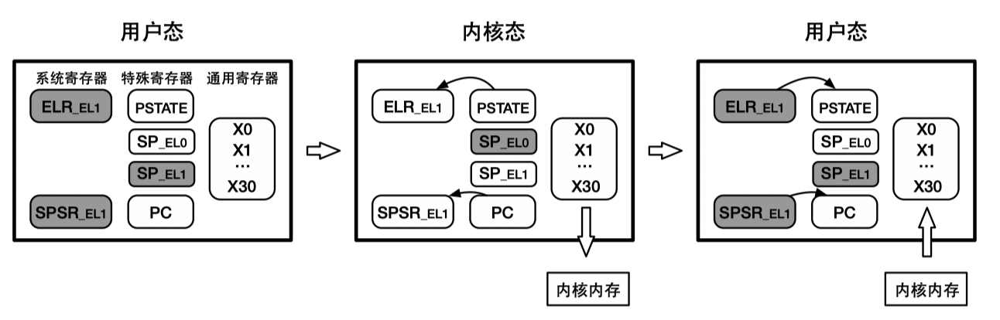 用户态
内核态
用户态
系统寄存器 特殊寄存器 通用寄存器
ELR_EL1
PSTATE
SP_EL0
SP_EL1
SPSR_EL1
PC
X0
X1
...
X30
ELR_EL1
PSTATE
SP_EL0
SP_EL1
SPSR_EL1
PC
X0
X1
...
X30
内核内存
ELR_EL1
PSTATE
SP_EL0
SP_EL1
SPSR_EL1
PC
X0
X1
...
X30
内核内存